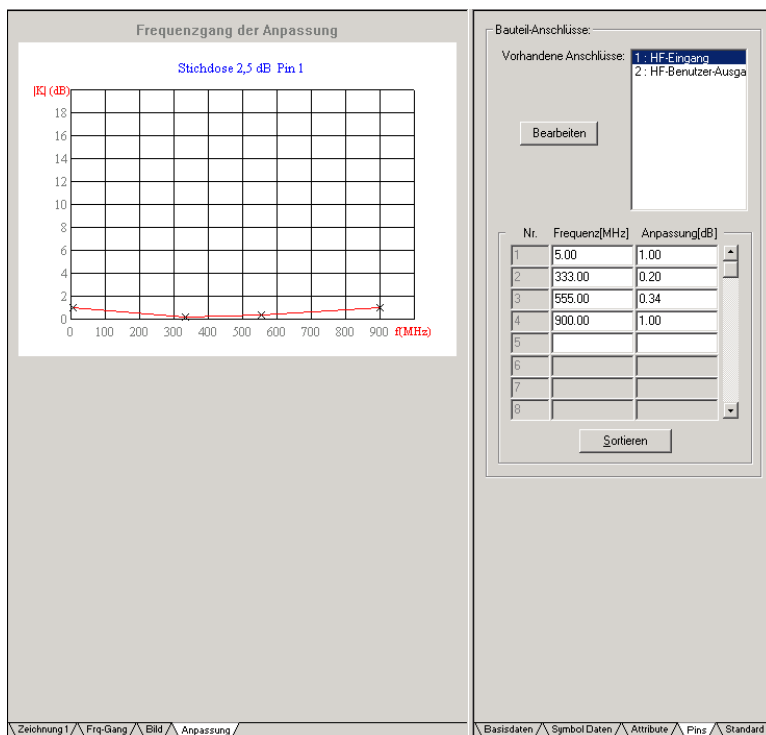 Frequenzgang der Anpassung
Stichdose 2,5 dB Pin 1
|K| (dB)
18
16
14
12
10
8
6
4
2
0
0 100 200 300 400 500 600 700 800 900 f(MHz)
Zeichnung1 Frq-Gang Bild Anpassung
Bauteil-Anschlüsse:
Vorhandene Anschlüsse:
1 : HF-Eingang
2 : HF-Benutzer-Ausga
Bearbeiten
Nr. Frequenz[MHz] Anpassung[dB]
1 5.00 1.00
2 333.00 0.20
3 555.00 0.34
4 900.00 1.00
5
6
7
8
Sortieren
Basisdaten Symbol Daten Attribute Pins Standard